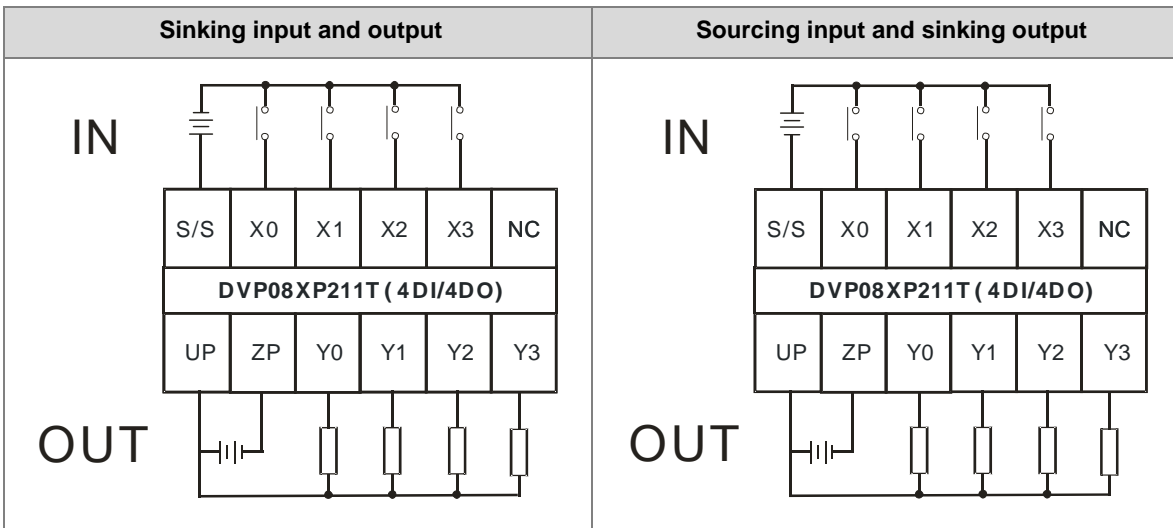 Sinking input and output
Sourcing input and sinking output
IN
S/S X0 X1 X2 X3 NC
DVP08XP211T ( 4DI/4DO)
UP ZP Y0 Y1 Y2 Y3
OUT
IN
S/S X0 X1 X2 X3 NC
DVP08XP211T ( 4DI/4DO)
UP ZP Y0 Y1 Y2 Y3
OUT